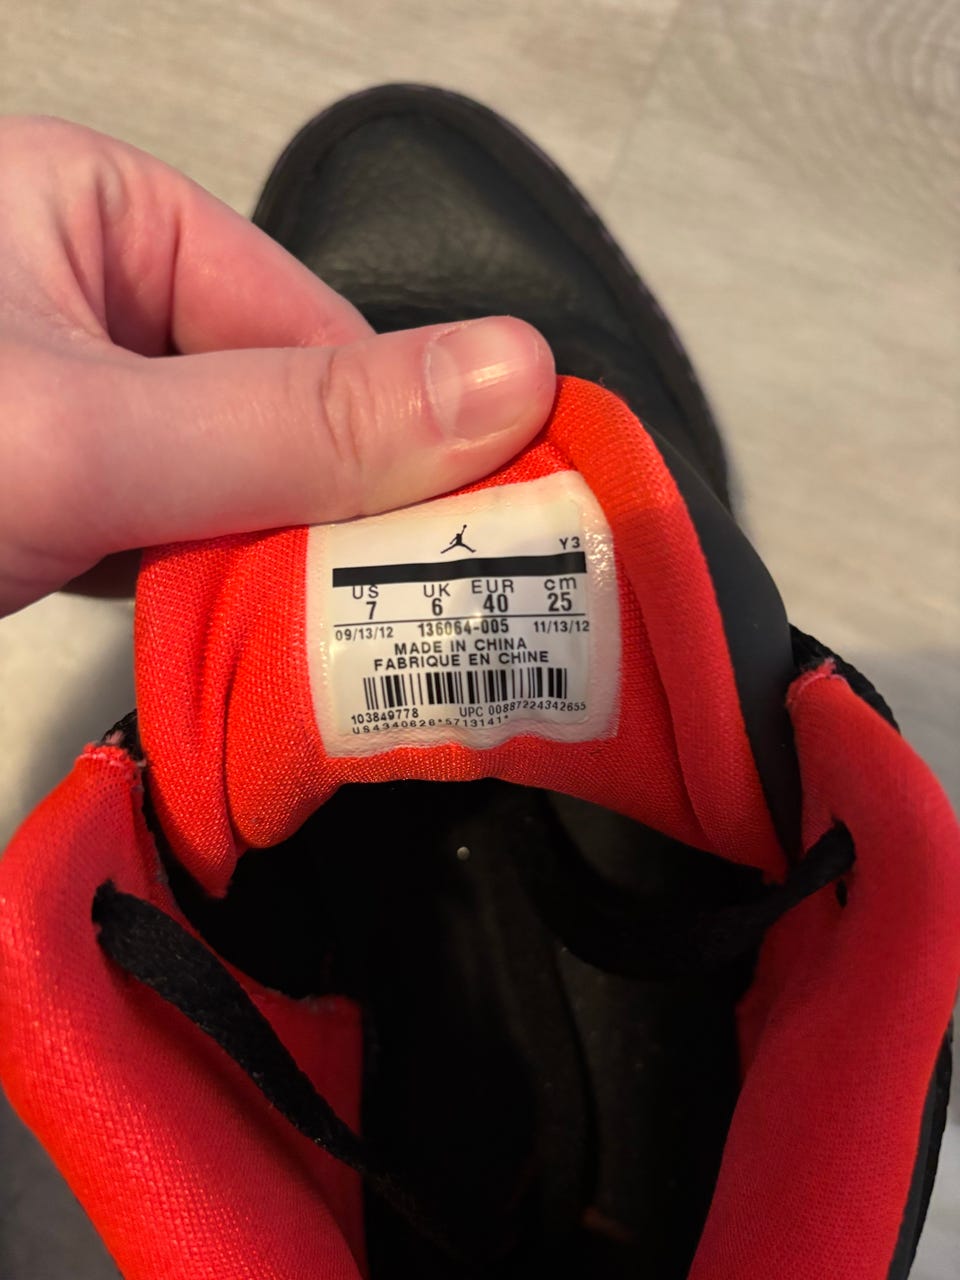 Y3
US UK EUR cm
7 6 40 25
09/13/12 136064-005 11/13/12
MADE IN CHINA
FABRIQUE EN CHINE
103849778 UPC 00887224342655
US4340626*5713141*